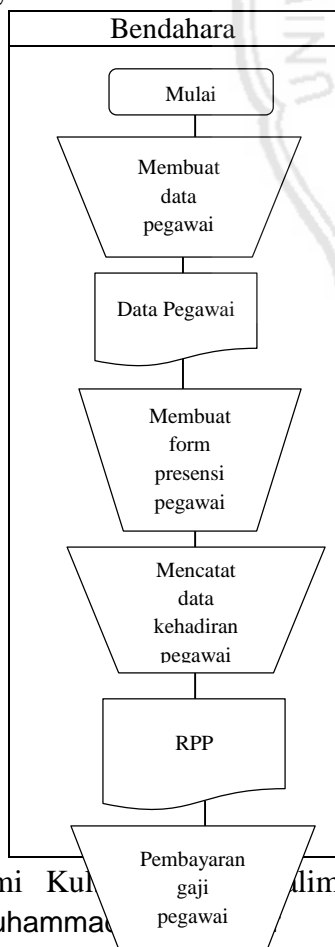 Bendahara
Mulai
Membuat
data
pegawai
Data Pegawai
Membuat
form
presensi
pegawai
Mencatat
data
kehadiran
pegawai
RPP
Pembayaran
gaji
pegawai